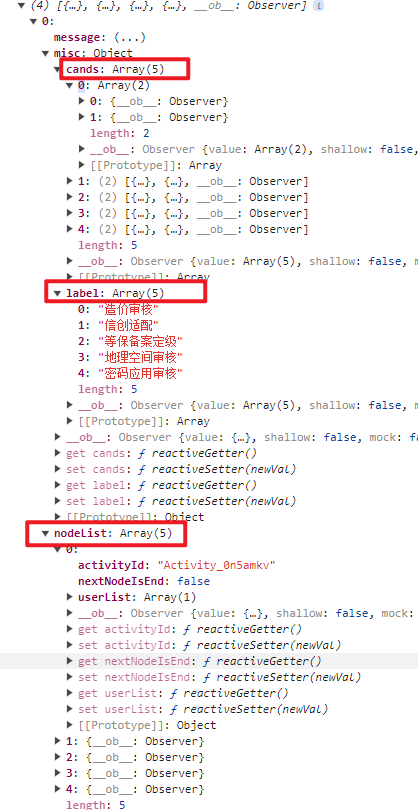 (4) [{…}, {…}, {…}, {…}, __ob__: Observer] i
0:
message: (...)
misc: Object
cands: Array(5)
0: Array(2)
0: {__ob__: Observer}
1: {__ob__: Observer}
length: 2
__ob__: Observer {value: Array(2), shallow: false,
[[Prototype]]: Array
1: (2) [{…}, {…}, __ob__: Observer]
2: (2) [{…}, {…}, __ob__: Observer]
3: (2) [{…}, {…}, __ob__: Observer]
4: (2) [{…}, {…}, __ob__: Observer]
length: 5
__ob__: Observer {value: Array(5), shallow: false, m
[[Prototype]]: Array
label: Array(5)
0: "造价审核"
1: "信创适配"
2: "等保备案定级"
3: "地理空间审核"
4: "密码应用审核"
length: 5
__ob__: Observer {value: Array(5), shallow: false, m
[[Prototype]]: Array
__ob__: Observer {value: {…}, shallow: false, mock: f
get cands: ƒ reactiveGetter()
set cands: ƒ reactiveSetter(newVal)
get label: ƒ reactiveGetter()
set label: ƒ reactiveSetter(newVal)
[[Prototype]]: Object
nodeList: Array(5)
0:
activityId: "Activity_0n5amkv"
nextNodeIsEnd: false
userList: Array(1)
__ob__: Observer {value: {…}, shallow: false, mock:
get activityId: ƒ reactiveGetter()
set activityId: ƒ reactiveSetter(newVal)
get nextNodeIsEnd: ƒ reactiveGetter()
set nextNodeIsEnd: ƒ reactiveSetter(newVal)
get userList: ƒ reactiveGetter()
set userList: ƒ reactiveSetter(newVal)
[[Prototype]]: Object
1: {__ob__: Observer}
2: {__ob__: Observer}
3: {__ob__: Observer}
4: {__ob__: Observer}
length: 5